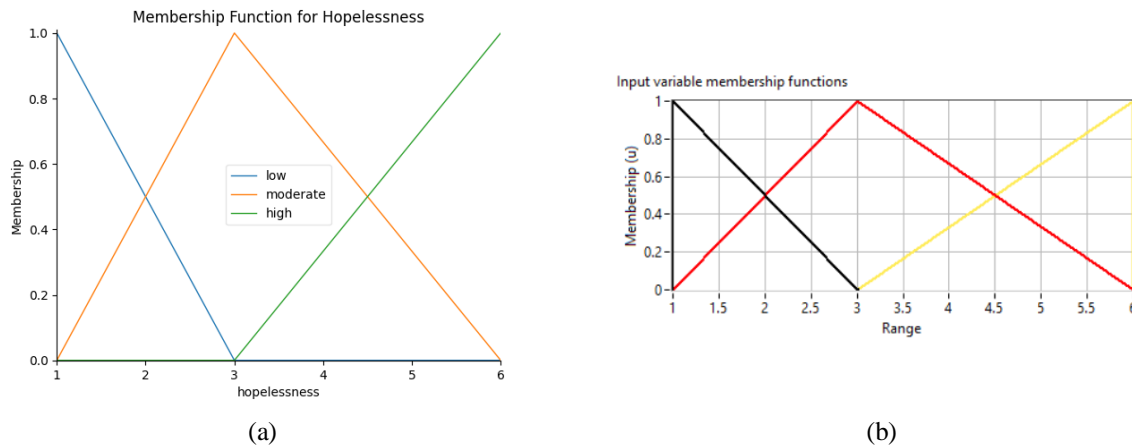 Membership Function for Hopelessness
1.0
0.8
0.6
0.4
0.2
0.0
Membership
low
moderate
high
1 2 3 4 5 6
hopelessness
(a)
Input variable membership functions
1
0.8
0.6
0.4
0.2
0
Membership (u)
1 1.5 2 2.5 3 3.5 4 4.5 5 5.5 6
Range
(b)